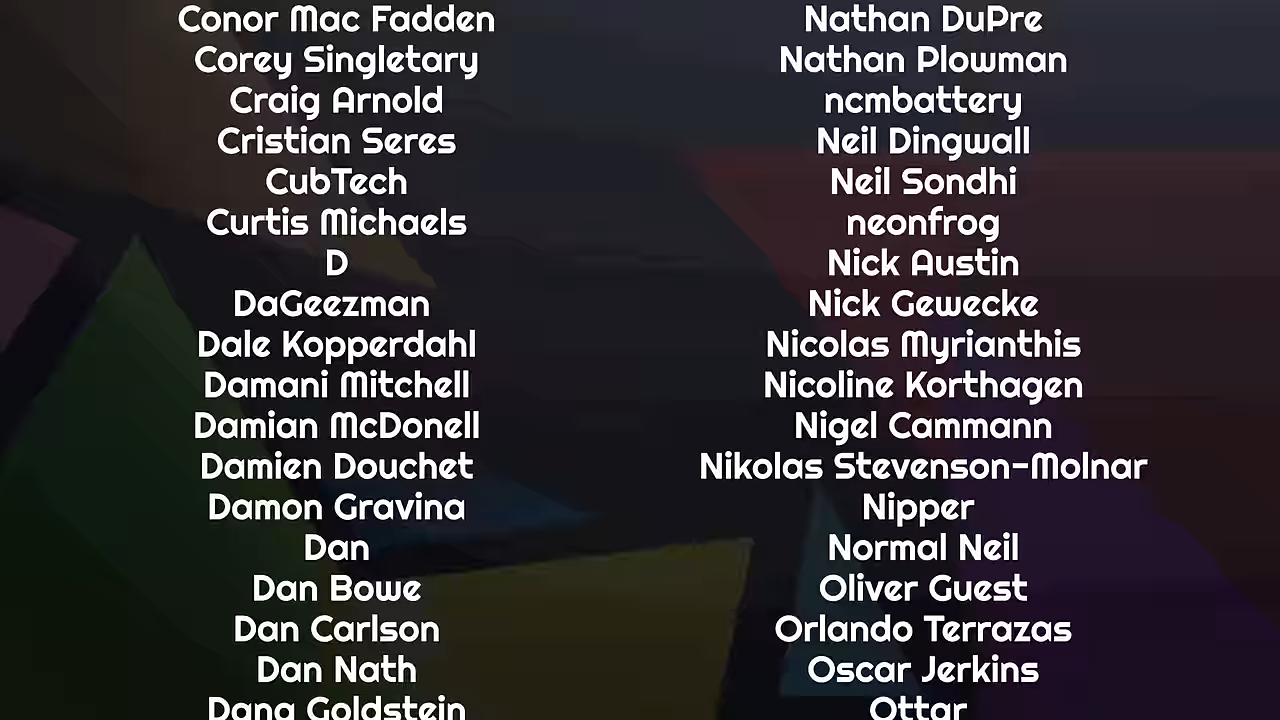 Conor Mac Fadden
Corey Singletary
Craig Arnold
Cristian Seres
CubTech
Curtis Michaels
D
DaGeezman
Dale Kopperdahl
Damani Mitchell
Damian McDonell
Damien Douchet
Damon Gravina
Dan
Dan Bowe
Dan Carlson
Dan Nath
Dana Goldstein
Nathan DuPre
Nathan Plowman
ncmbattery
Neil Dingwall
Neil Sondhi
neonfrog
Nick Austin
Nick Gewecke
Nicolas Myrianthis
Nicoline Korthagen
Nigel Cammann
Nikolas Stevenson-Molnar
Nipper
Normal Neil
Oliver Guest
Orlando Terrazas
Oscar Jerkins
Ottar